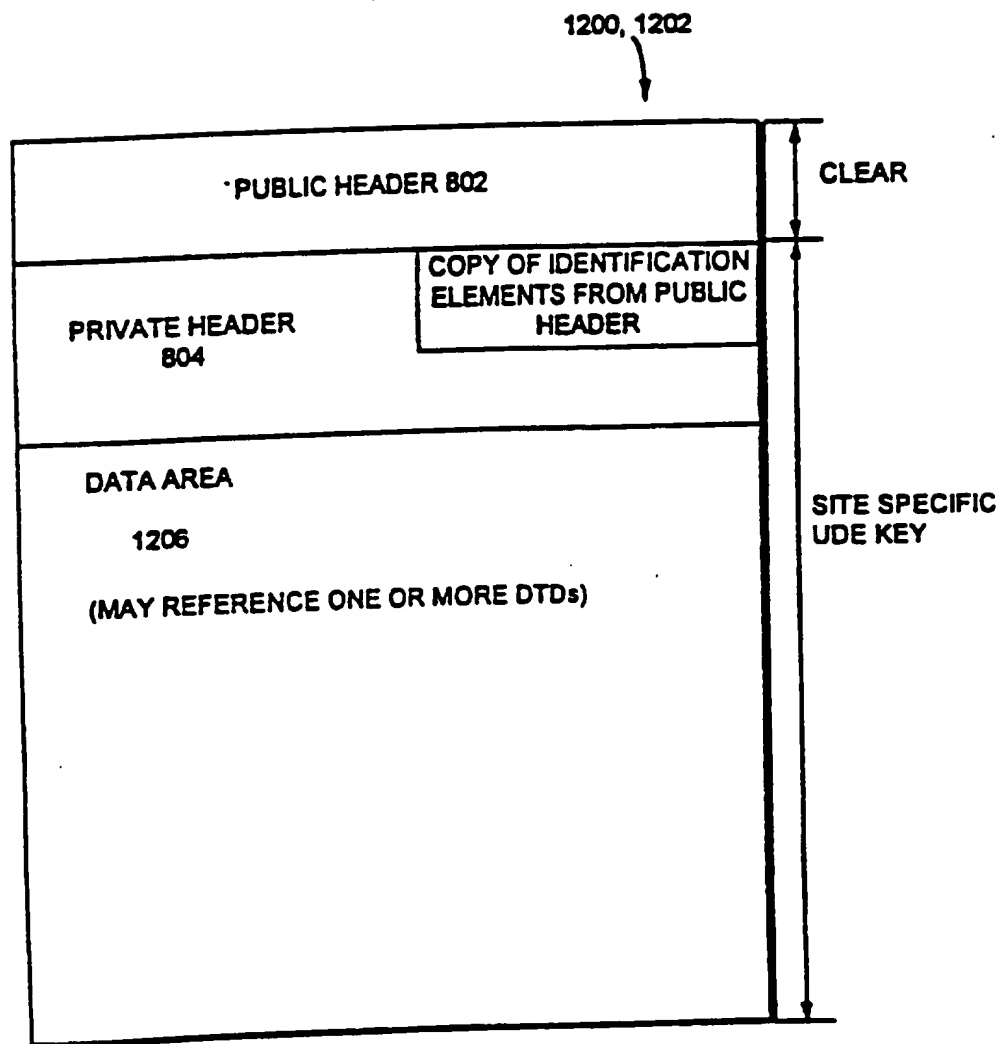 1200, 1202
PUBLIC HEADER 802
CLEAR
COPY OF IDENTIFICATION
ELEMENTS FROM PUBLIC
HEADER
PRIVATE HEADER
804
DATA AREA
1206
(MAY REFERENCE ONE OR MORE DTDs)
SITE SPECIFIC
UDE KEY